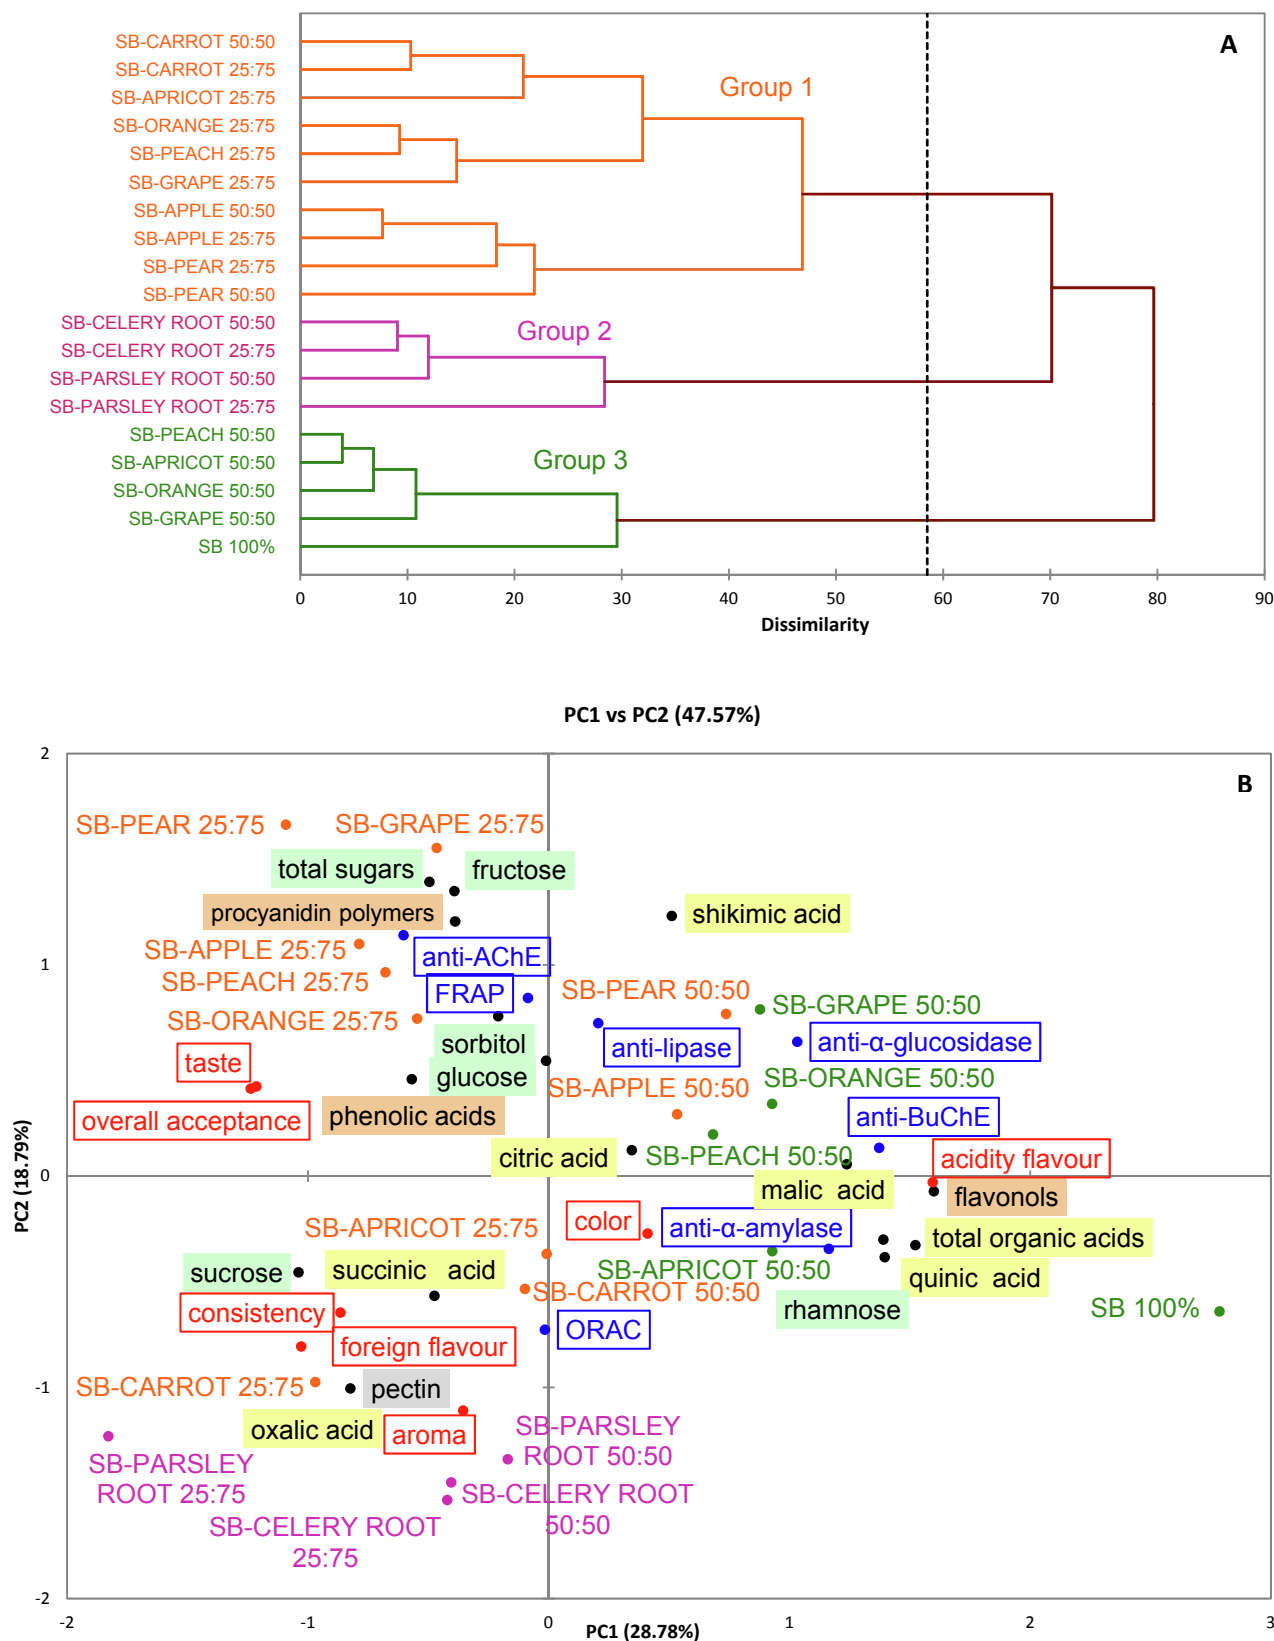 A
SB-CARROT 50:50
SB-CARROT 25:75
SB-APRICOT 25:75
SB-ORANGE 25:75
SB-PEACH 25:75
SB-GRAPE 25:75
SB-APPLE 50:50
SB-APPLE 25:75
SB-PEAR 25:75
SB-PEAR 50:50
SB-CELERY ROOT 50:50
SB-CELERY ROOT 25:75
SB-PARSLEY ROOT 50:50
SB-PARSLEY ROOT 25:75
SB-PEACH 50:50
SB-APRICOT 50:50
SB-ORANGE 50:50
SB-GRAPE 50:50
SB 100%
Group 1
Group 2
Group 3
0 10 20 30 40 50 60 70 80 90
Dissimilarity
PC1 vs PC2 (47.57%)
B
2
1
0
-1
-2
PC2 (18.79%)
SB-PEAR 25:75
SB-GRAPE 25:75
total sugars
fructose
procyanidin polymers
shikimic acid
SB-APPLE 25:75
anti-AChE
SB-PEACH 25:75
FRAP
SB-PEAR 50:50
SB-GRAPE 50:50
SB-ORANGE 25:75
sorbitol
anti-lipase
anti-α-glucosidase
taste
glucose
SB-APPLE 50:50
SB-ORANGE 50:50
overall acceptance
phenolic acids
anti-BuChE
citric acid
SB-PEACH 50:50
acidity flavour
malic acid
flavonols
SB-APRICOT 25:75
color
anti-α-amylase
total organic acids
sucrose
succinic acid
SB-APRICOT 50:50
quinic acid
consistency
SB-CARROT 50:50
rhamnose
SB 100%
foreign flavour
ORAC
SB-CARROT 25:75
pectin
oxalic acid
aroma
SB-PARSLEY
ROOT 50:50
SB-PARSLEY
ROOT 25:75
SB-CELERY ROOT
50:50
SB-CELERY ROOT
25:75
-2 -1 0 1 2 3
PC1 (28.78%)